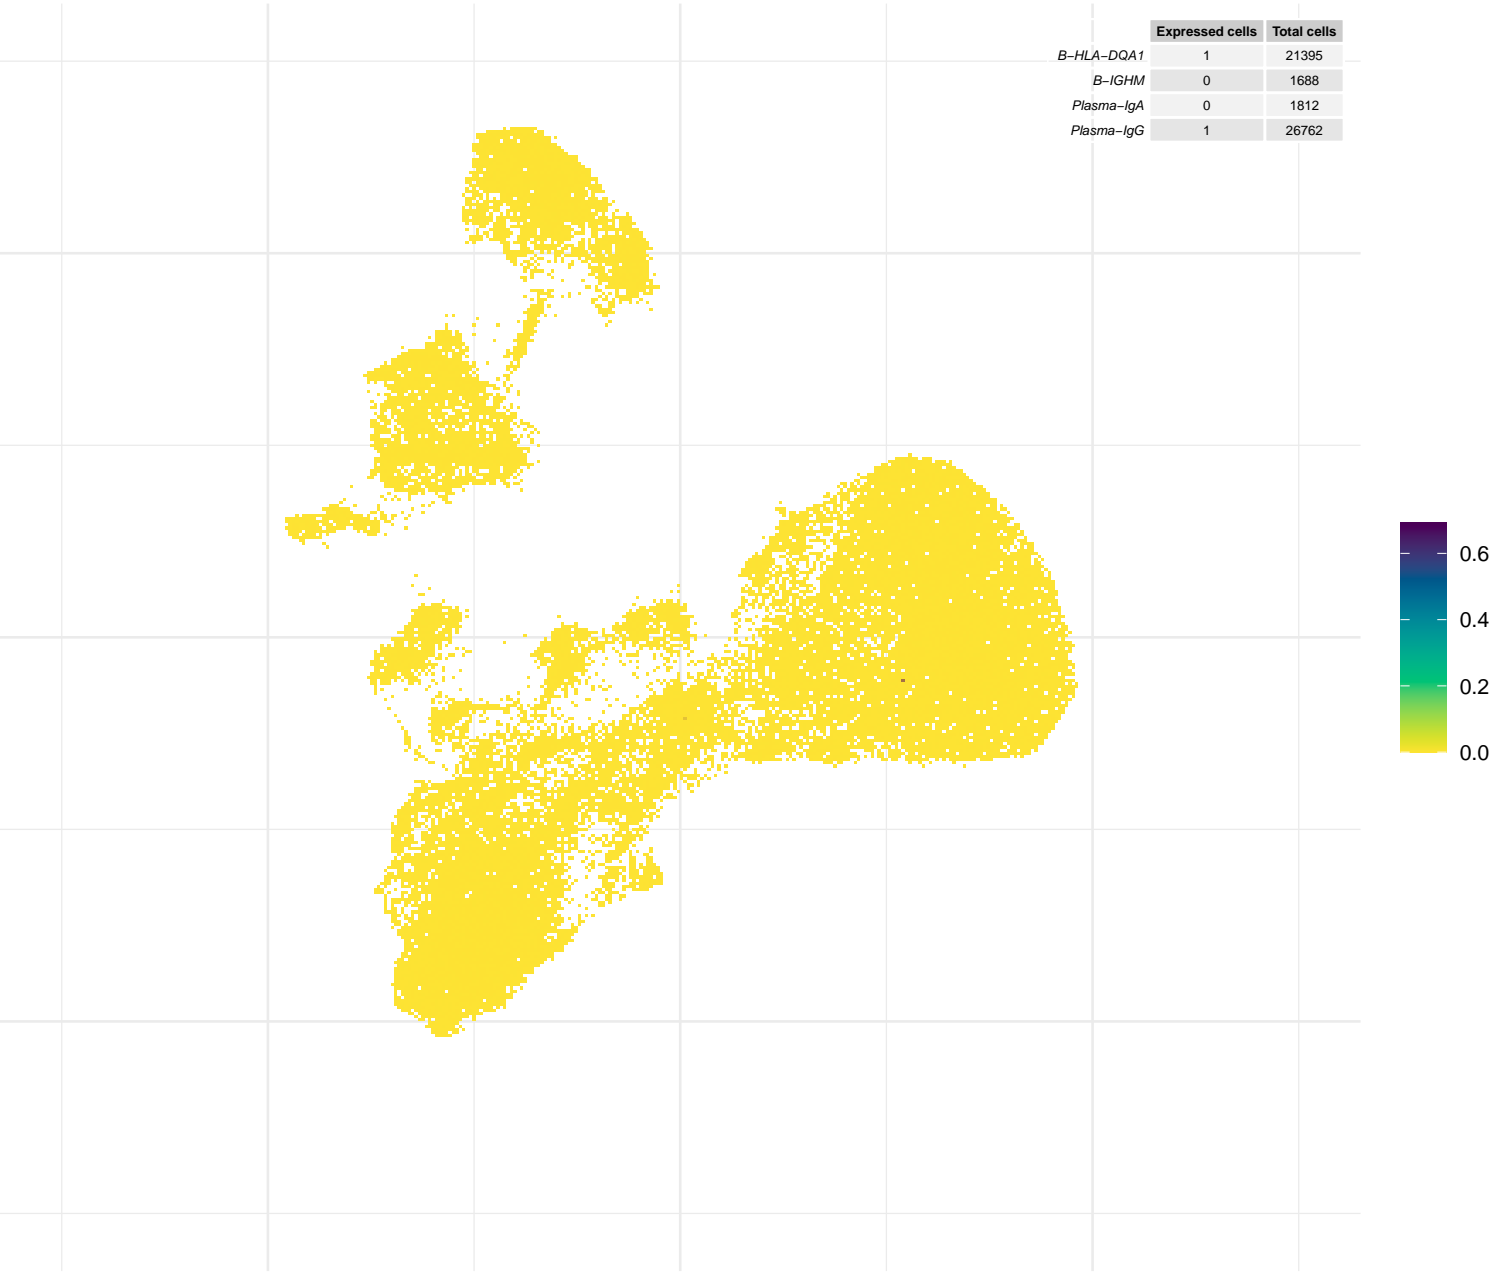 Expressed cells Total cells
B−HLA−DQA1 1 21395
B−IGHM 0 1688
Plasma−IgA 0 1812
Plasma−IgG 1 26762
0.6
0.4
0.2
0.0